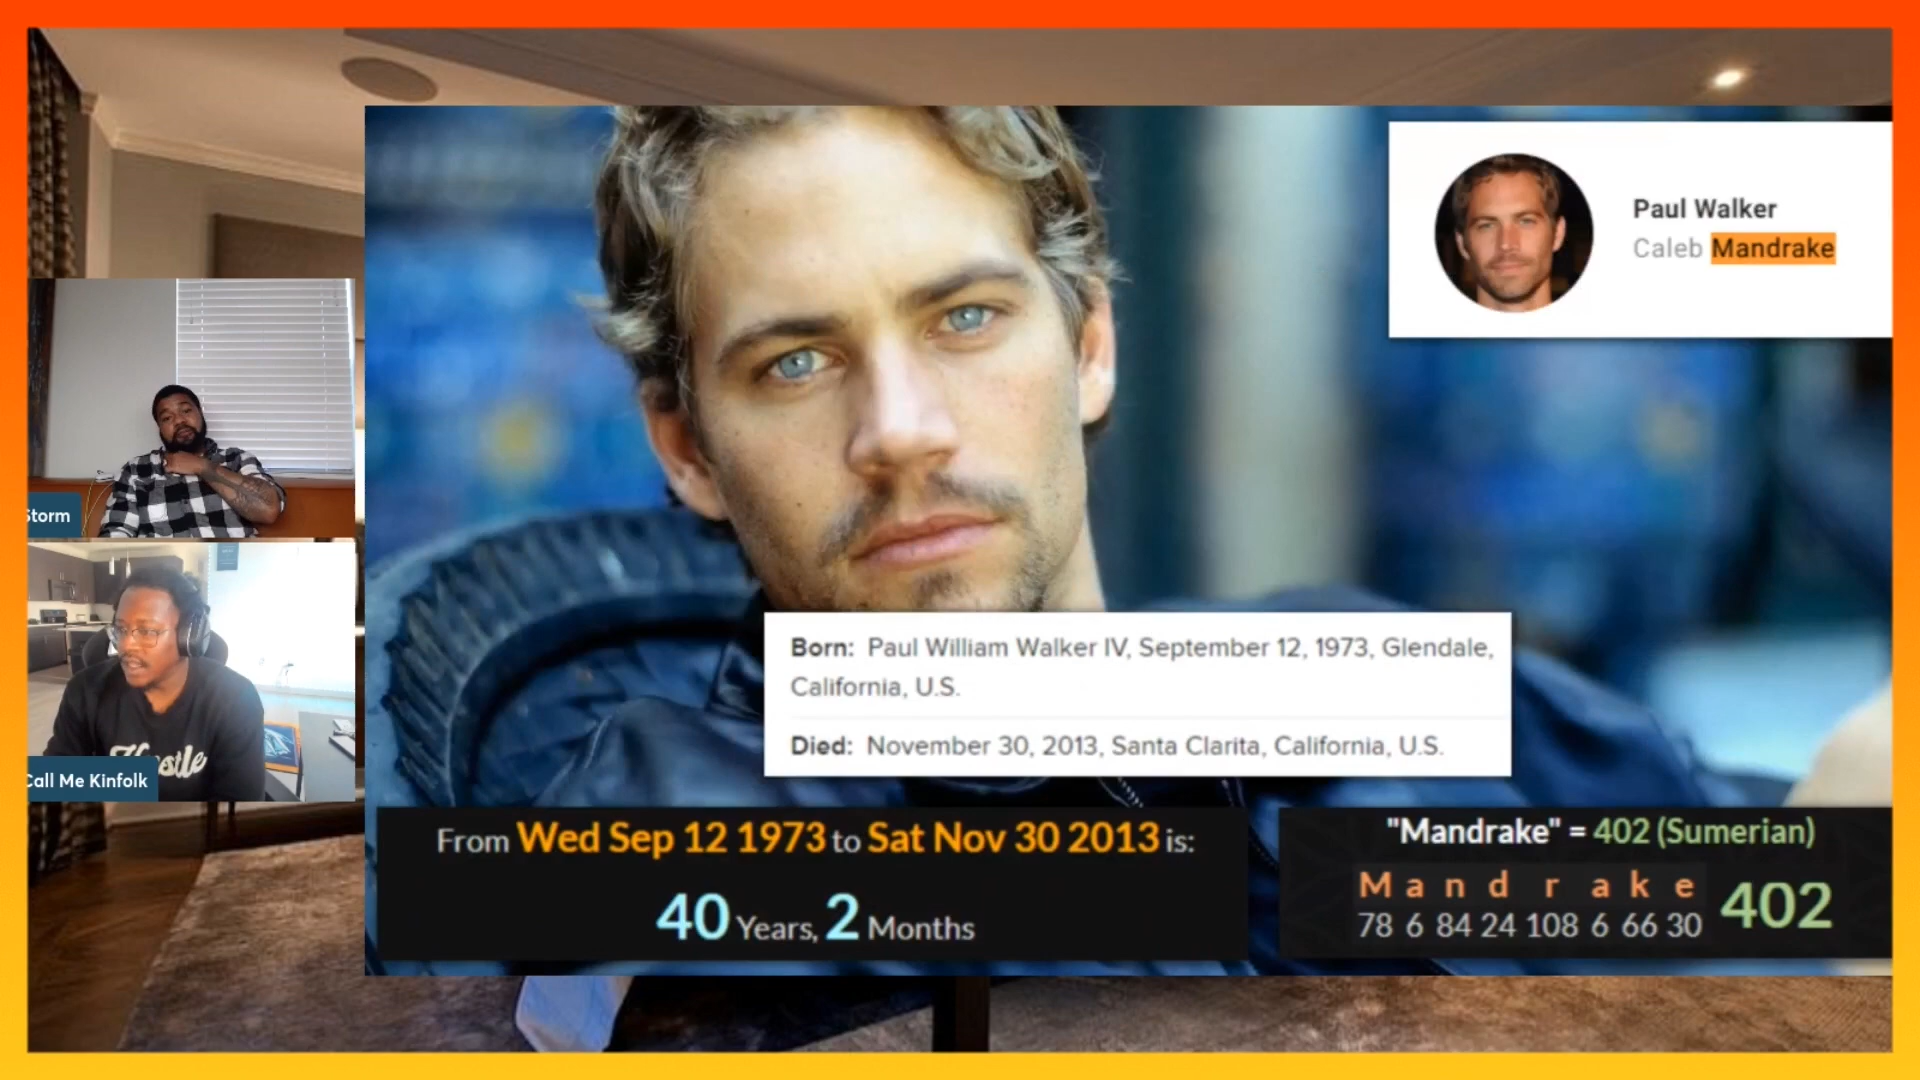 Paul Walker
Caleb Mandrake
Storm
Hustle
Call Me Kinfolk
Born: Paul William Walker IV, September 12, 1973, Glendale,
California, U.S.
Died: November 30, 2013, Santa Clarita, California, U.S.
From Wed Sep 12 1973 to Sat Nov 30 2013 is:
40 Years, 2 Months
"Mandrake" = 402 (Sumerian)
M a n d r a k e
78 6 84 24 108 6 66 30 402